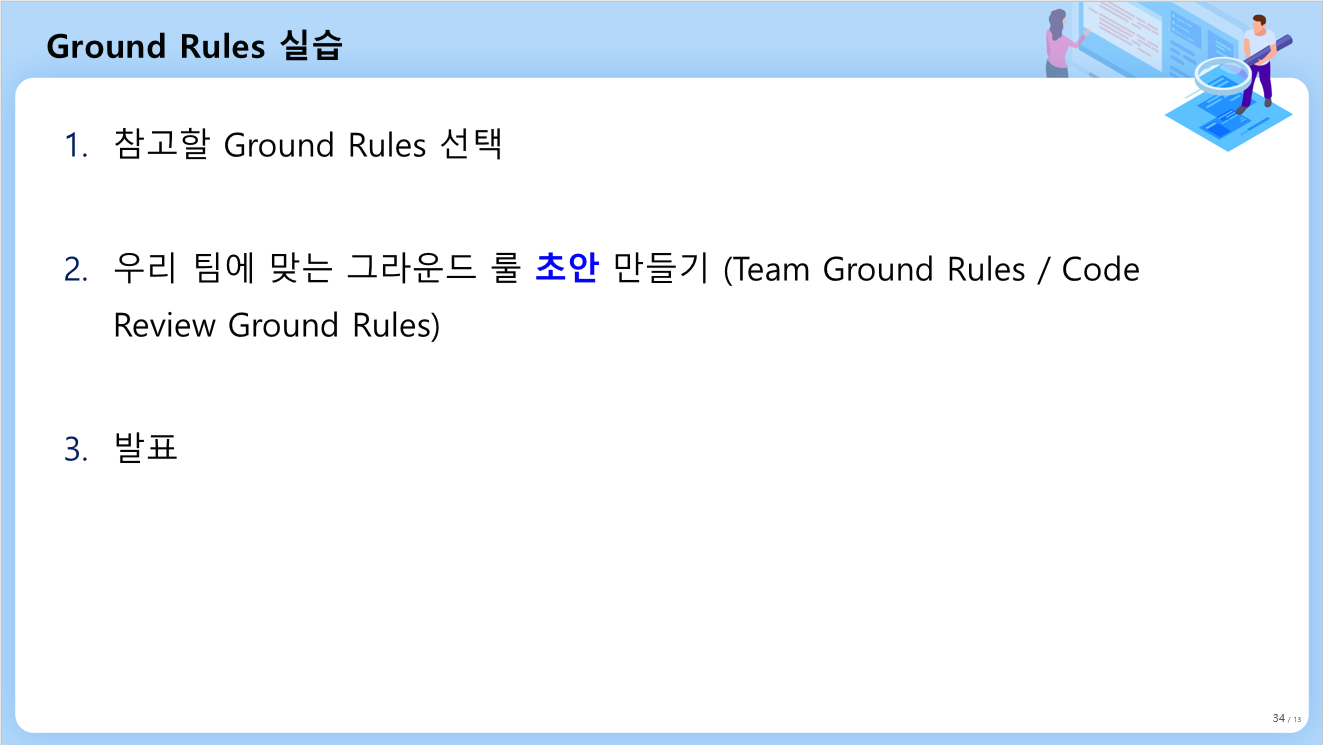 Ground Rules 실습
1. 참고할 Ground Rules 선택
2. 우리 팀에 맞는 그라운드 룰 초안 만들기 (Team Ground Rules / Code
Review Ground Rules)
3. 발표
34 / 13